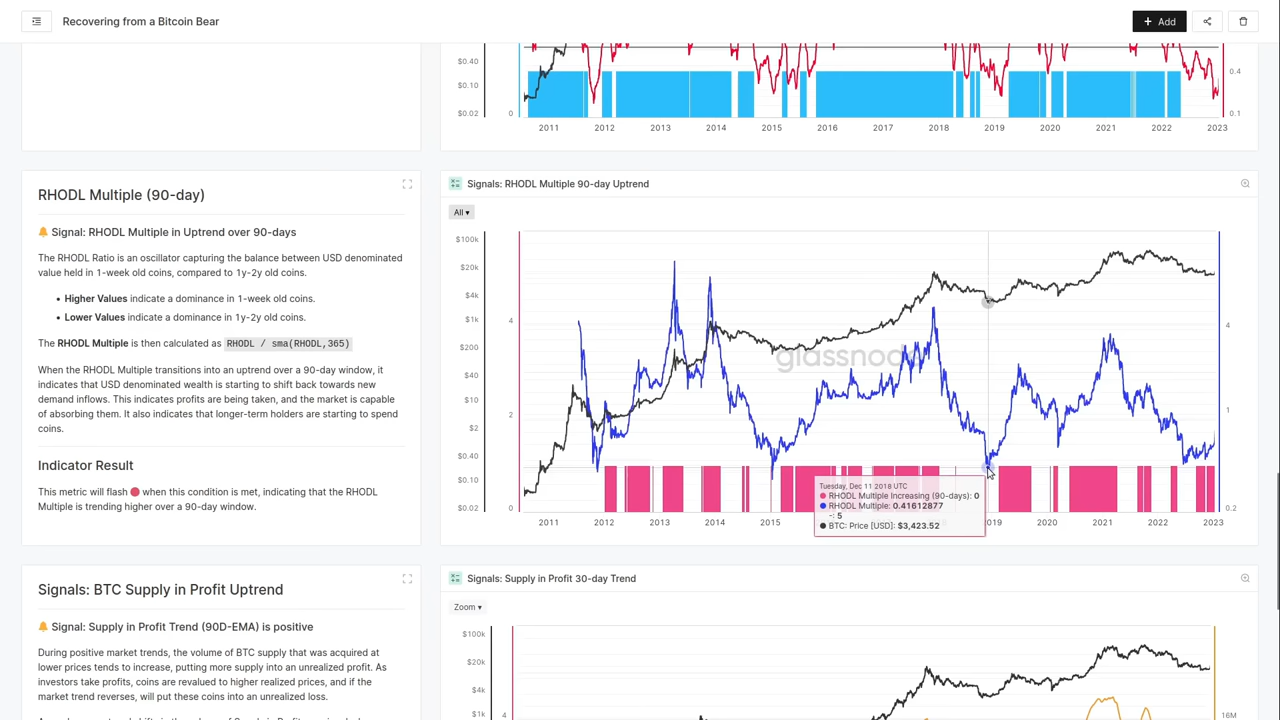 Recovering from a Bitcoin Bear
+ Add
$0.40
$0.10
$0.02
0
0.4
0.1
2011 2012 2013 2014 2015 2016 2017 2018 2019 2020 2021 2022 2023
RHODL Multiple (90-day)
🔔 Signal: RHODL Multiple in Uptrend over 90-days
The RHODL Ratio is an oscillator capturing the balance between USD denominated
value held in 1-week old coins, compared to 1y-2y old coins.
• Higher Values indicate a dominance in 1-week old coins.
• Lower Values indicate a dominance in 1y-2y old coins.
The RHODL Multiple is then calculated as RHODL / sma(RHODL,365)
When the RHODL Multiple transitions into an uptrend over a 90-day window, it
indicates that USD denominated wealth is starting to shift back towards new
demand inflows. This indicates profits are being taken, and the market is capable
of absorbing them. It also indicates that longer-term holders are starting to spend
coins.
Indicator Result
This metric will flash 🔴 when this condition is met, indicating that the RHODL
Multiple is trending higher over a 90-day window.
Signals: RHODL Multiple 90-day Uptrend
All ▾
$100k
$20k
$4k
$1k
$200
$40
$10
$2
$0.40
$0.10
$0.02
4
2
0
4
1
0.2
glassnode
Tuesday, Dec 11 2018 UTC
RHODL Multiple Increasing (90-days): 0
RHODL Multiple: 0.41612877
-: 5
BTC: Price [USD]: $3,423.52
2011 2012 2013 2014 2015 2019 2020 2021 2022 2023
Signals: BTC Supply in Profit Uptrend
🔔 Signal: Supply in Profit Trend (90D-EMA) is positive
During positive market trends, the volume of BTC supply that was acquired at
lower prices tends to increase, putting more supply into an unrealized profit. As
investors take profits, coins are revalued to higher realized prices, and if the
market trend reverses, will put these coins into an unrealized loss.
Signals: Supply in Profit 30-day Trend
Zoom ▾
$100k
$20k
$4k
$1k
4
16M